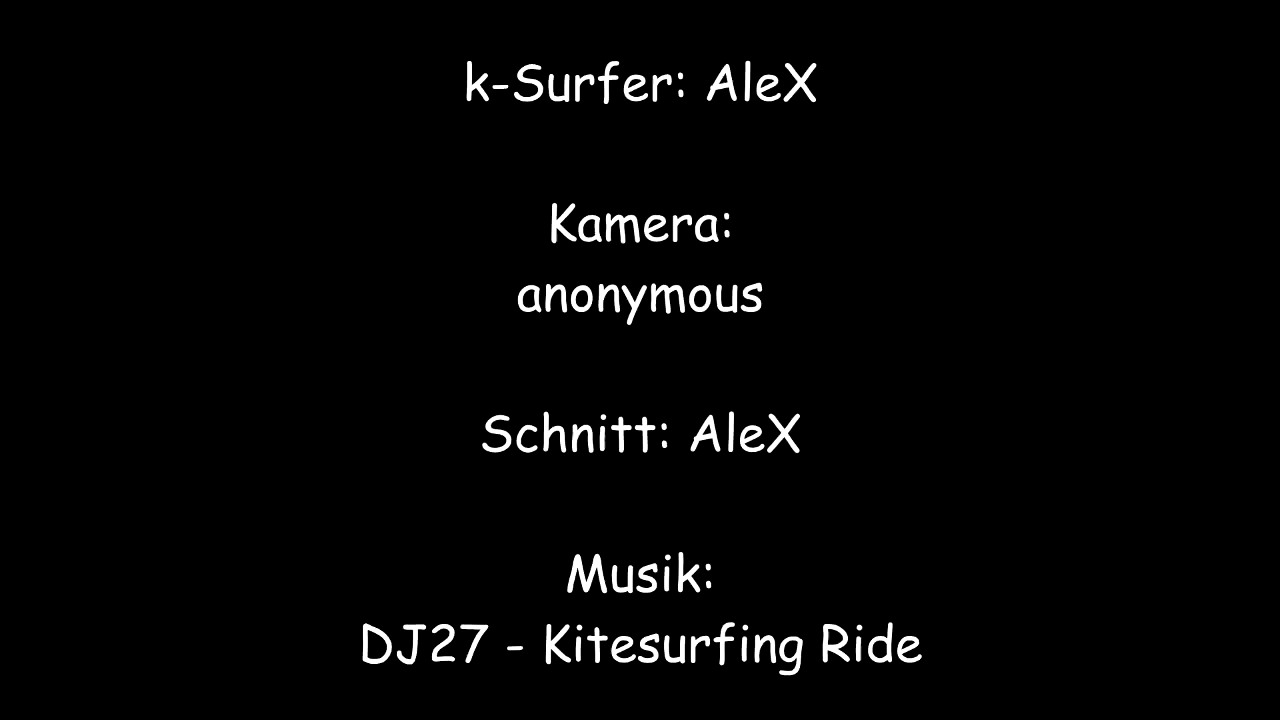 k-Surfer: AleX
Kamera:
anonymous
Schnitt: AleX
Musik:
DJ27 - Kitesurfing Ride